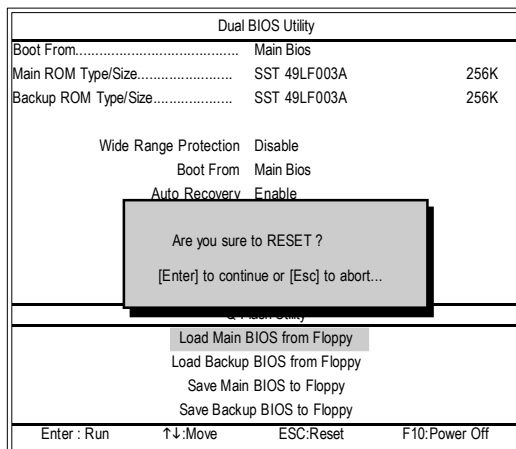 Dual BIOS Utility
Boot From........................................ Main Bios
Main ROM Type/Size........................ SST 49LF003A 256K
Backup ROM Type/Size.................... SST 49LF003A 256K
Wide Range Protection Disable
Boot From Main Bios
Auto Recovery Enable
Are you sure to RESET ?
[Enter] to continue or [Esc] to abort...
Load Main BIOS from Floppy
Load Backup BIOS from Floppy
Save Main BIOS to Floppy
Save Backup BIOS to Floppy
Enter : Run ↑↓:Move ESC:Reset F10:Power Off